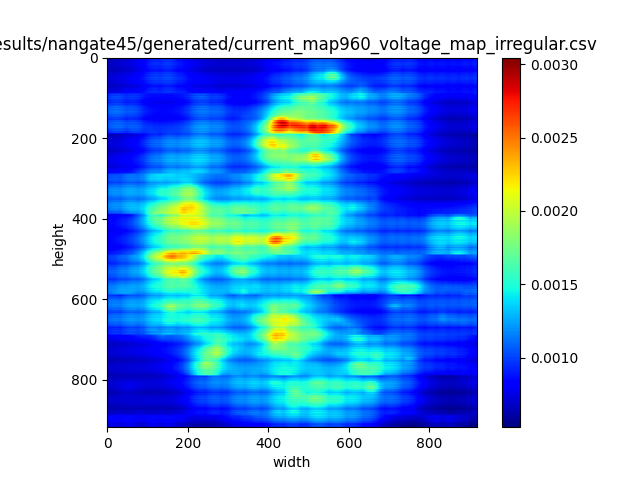 esults/nangate45/generated/current_map960_voltage_map_irregular.csv
0
200
400
600
800
height
0 200 400 600 800
width
0.0030
0.0025
0.0020
0.0015
0.0010